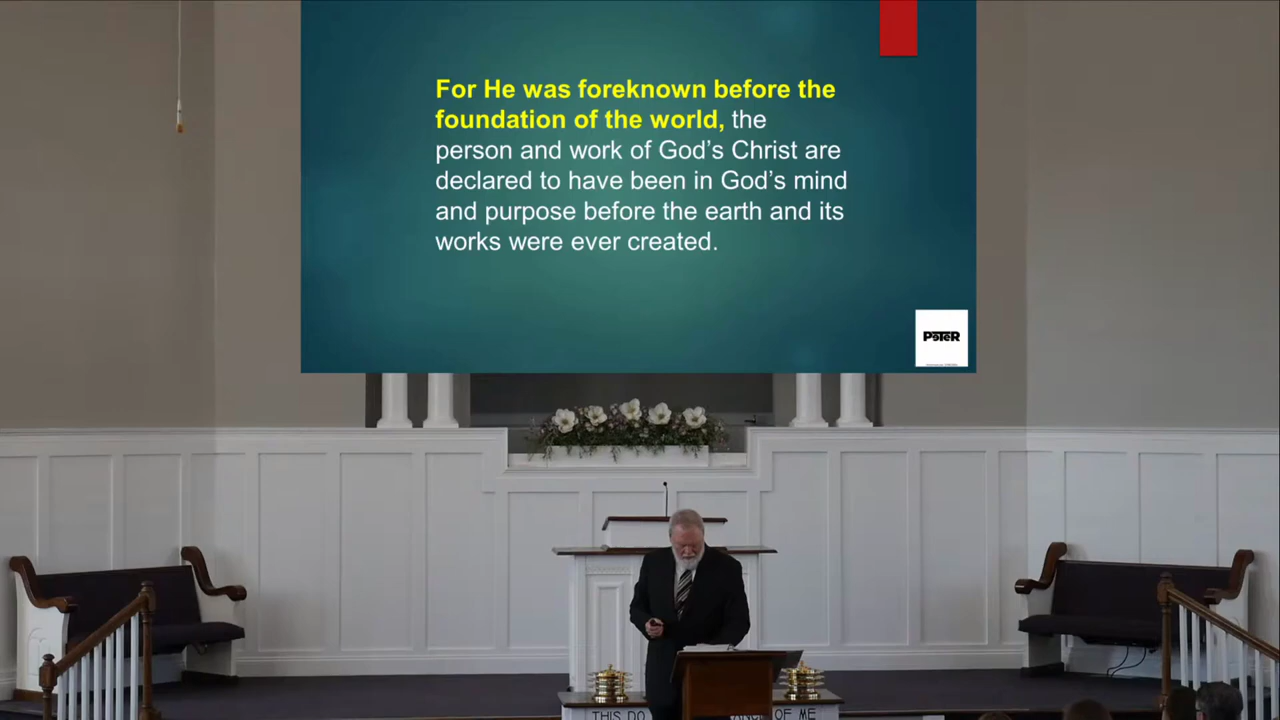 For He was foreknown before the
foundation of the world, the
person and work of God’s Christ are
declared to have been in God’s mind
and purpose before the earth and its
works were ever created.
PeTeR
THIS DO OF ME